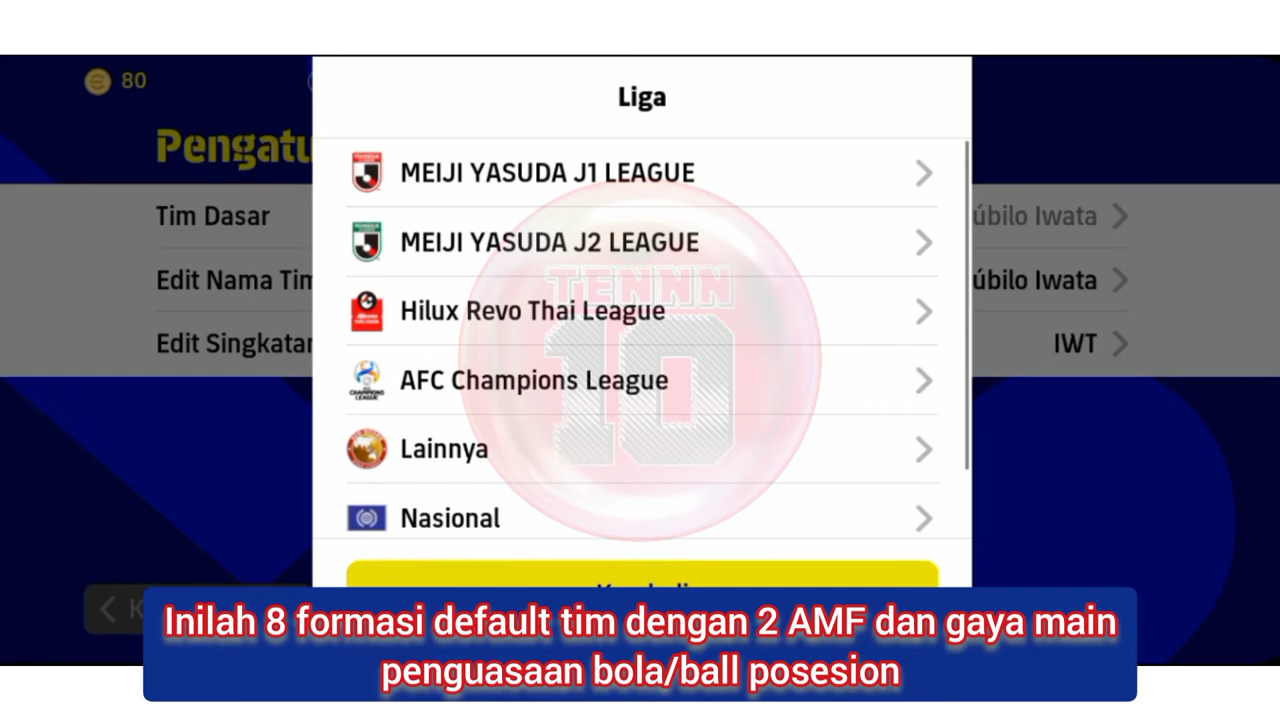 80
Liga
Pengatu
MEIJI YASUDA J1 LEAGUE
MEIJI YASUDA J2 LEAGUE
Tim Dasar
úbilo Iwata
Edit Nama Tim
úbilo Iwata
TENNN
10
Hilux Revo Thai League
Edit Singkatan
IWT
AFC Champions League
CHAMPIONS
LEAGUE
Lainnya
Nasional
K
Inilah 8 formasi default tim dengan 2 AMF dan gaya main
penguasaan bola/ball posesion